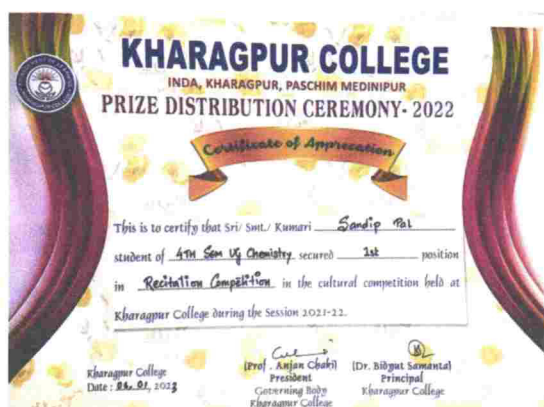 KHARAGPUR COLLEGE
INDA, KHARAGPUR, PASCHIM MEDINIPUR
PRIZE DISTRIBUTION CEREMONY- 2022
Certificate of Appreciation
This is to certify that Sri/ Smt./ Kumari Sandip Pal
student of 4TH Sem UG Chemistry secured 1st position
in Recitation Competition in the cultural competition held at
Kharagpur College during the Session 2021-22.
Kharagpur College
Date :
2023
(Prof . Anjan Chaki)
President
Governing Body
Kharagpur College
(Dr. Bidyut Samanta)
Principal
Kharagpur College